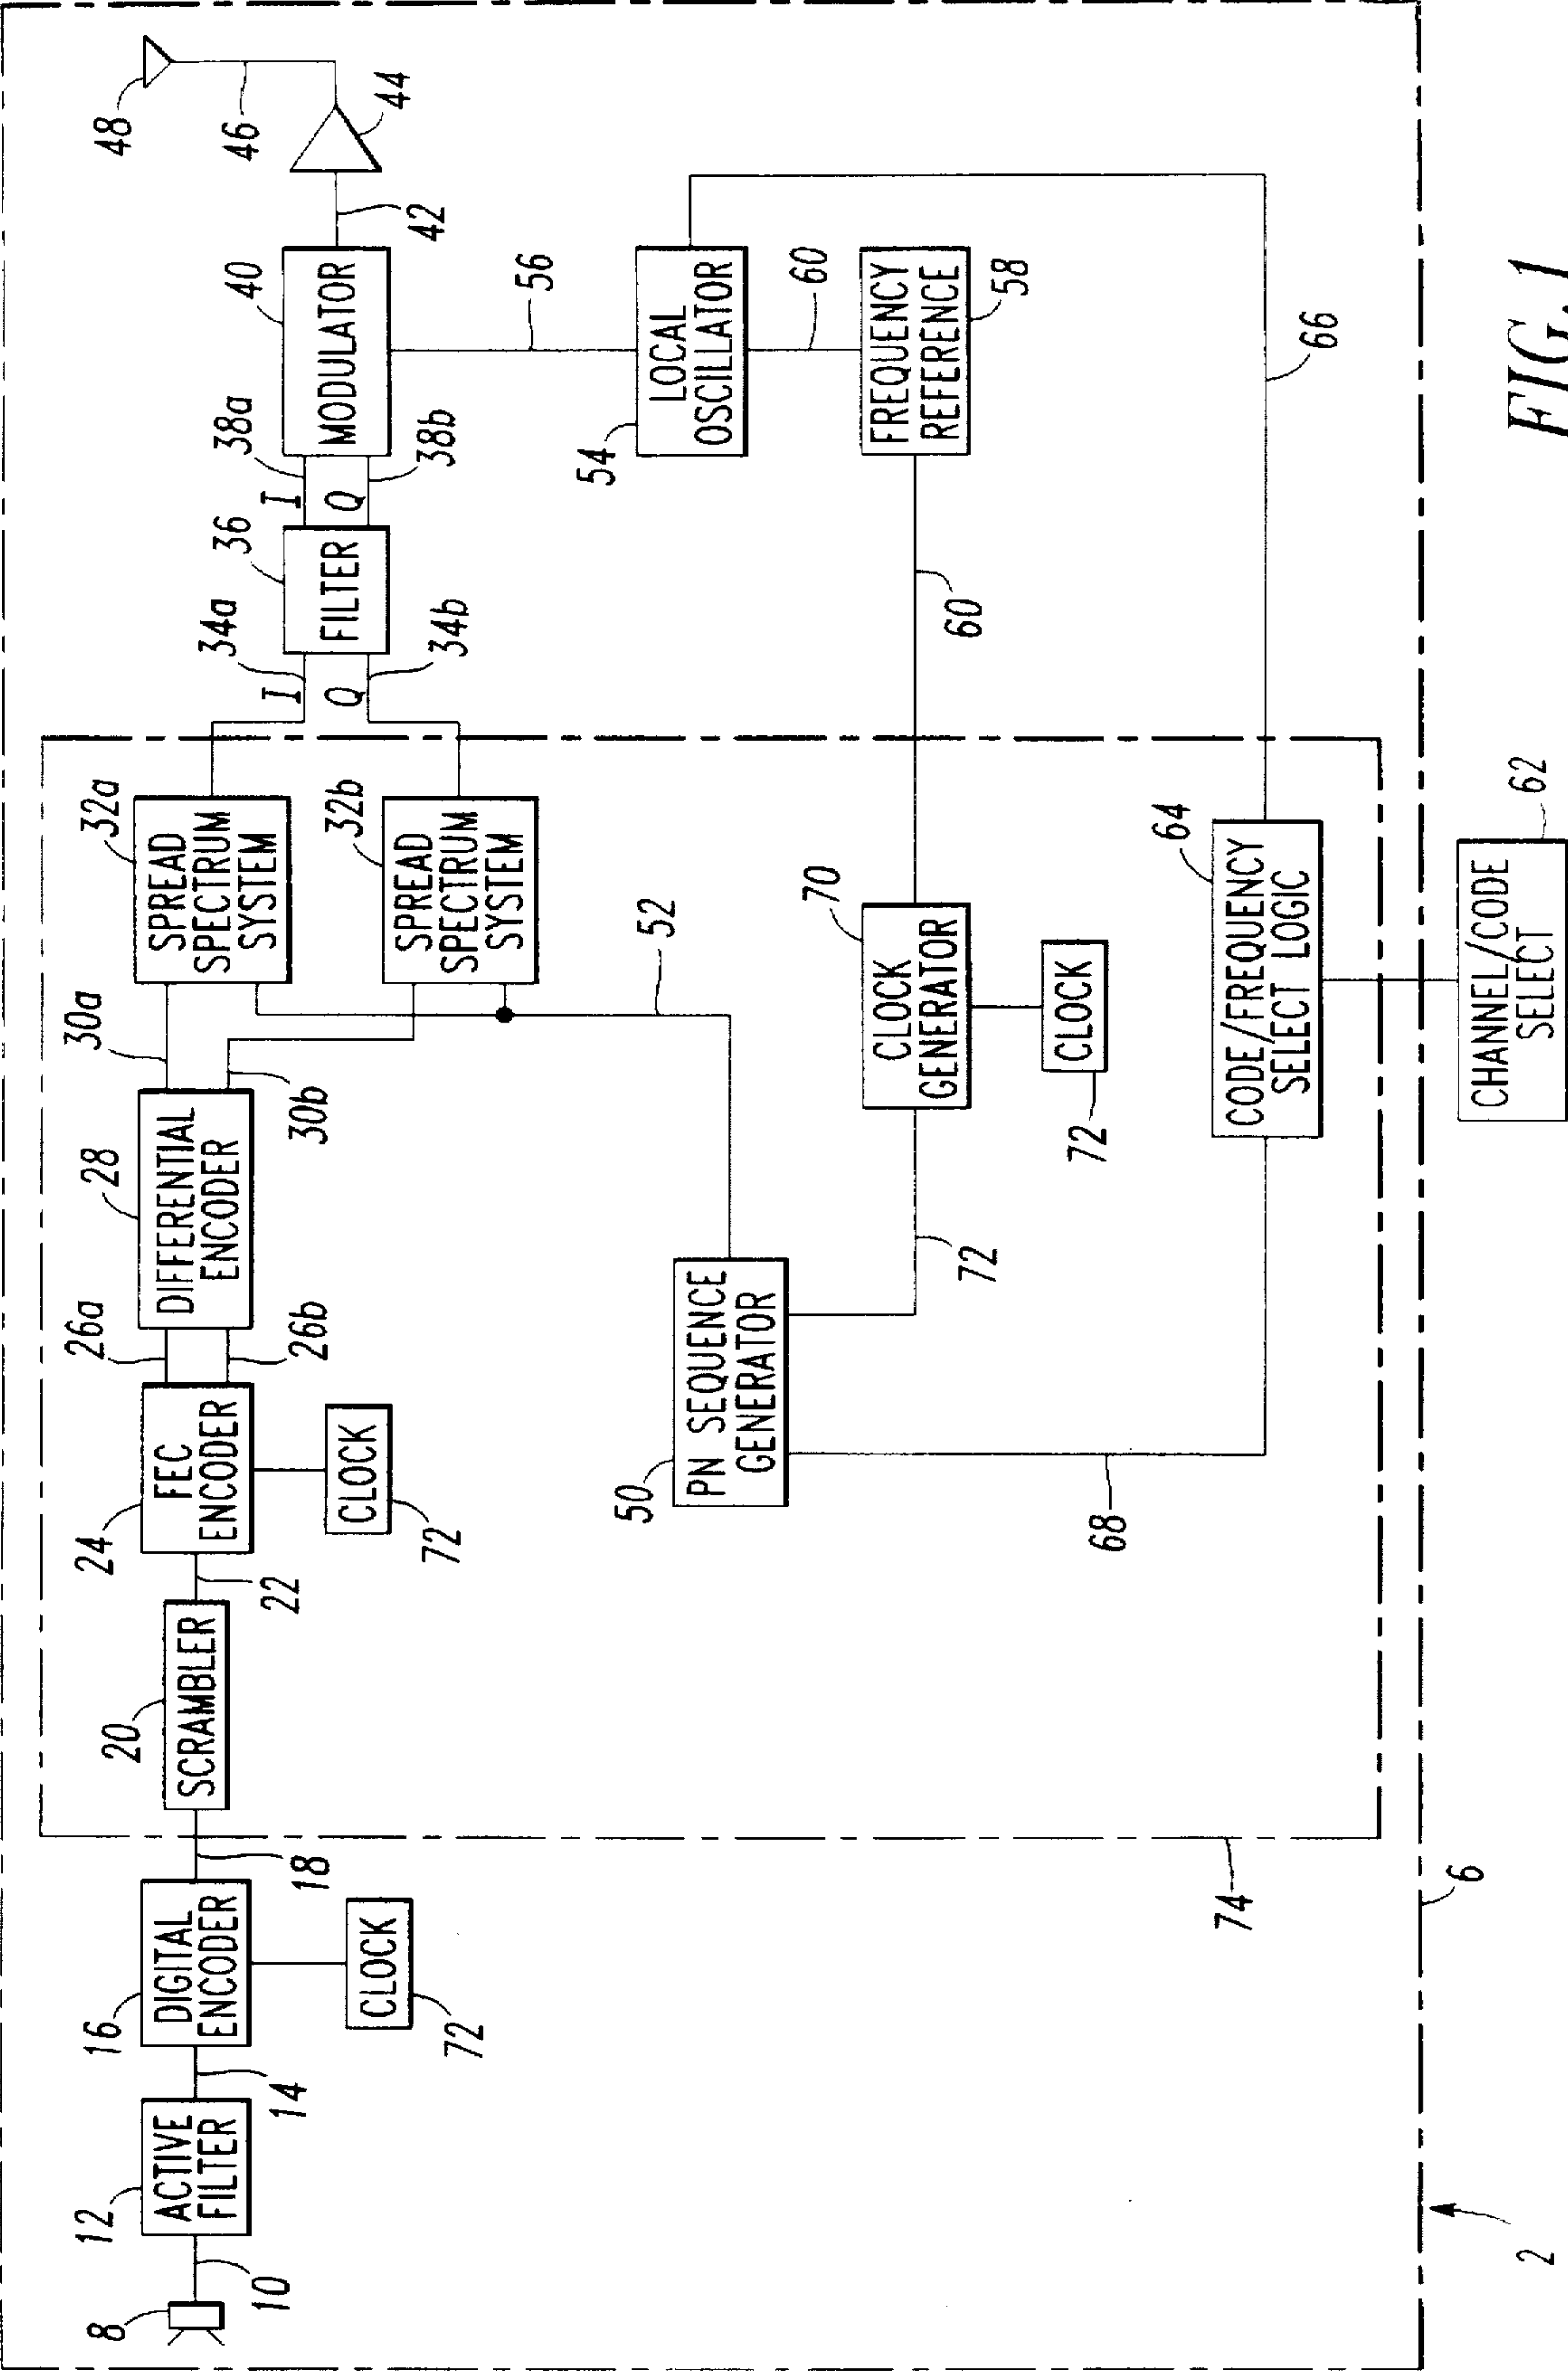 48
46
44
42
40
MODULATOR
38a
I
Q
38b
36
FILTER
34a
I
Q
34b
56
LOCAL
OSCILLATOR
54
60
FREQUENCY
REFERENCE
58
60
66
32a
SPREAD
SPECTRUM
SYSTEM
32b
SPREAD
SPECTRUM
SYSTEM
30a
30b
52
28
DIFFERENTIAL
ENCODER
26a
26b
24
FEC
ENCODER
CLOCK
72
22
20
SCRAMBLER
18
16
DIGITAL
ENCODER
CLOCK
72
14
12
ACTIVE
FILTER
10
8
50
PN SEQUENCE
GENERATOR
72
70
CLOCK
GENERATOR
CLOCK
72
68
64
CODE/FREQUENCY
SELECT LOGIC
62
CHANNEL/CODE
SELECT
74
6
2
FIG. 1